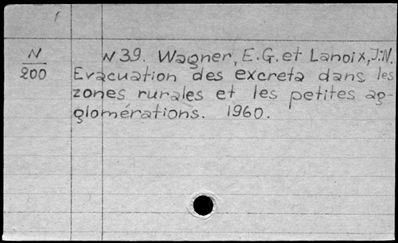 N 39. Wagner, E.G. et Lanoix, J.N.
N
200
Evacuation des excreta dans les
zones rurales et les petites ag-
glomérations. 1960.